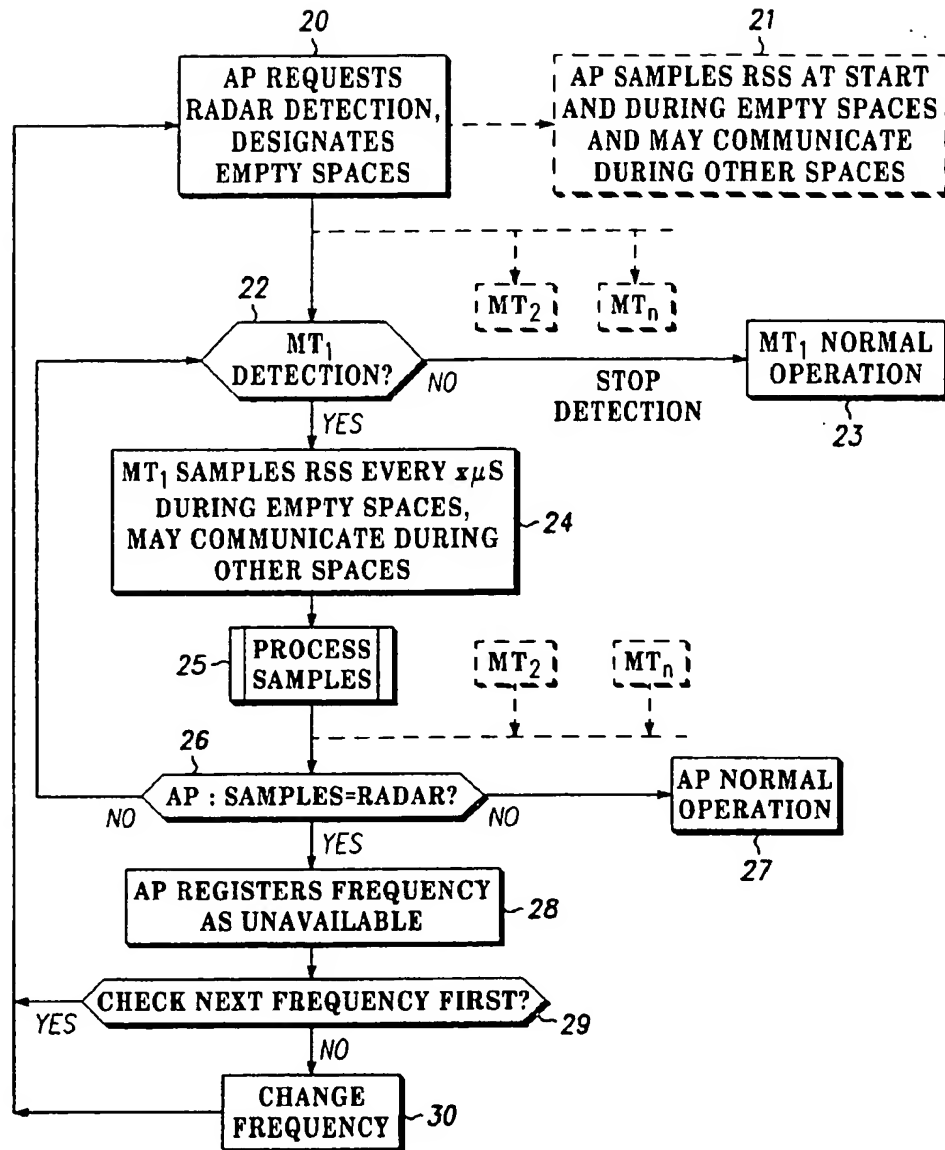 20
AP REQUESTS
RADAR DETECTION,
DESIGNATES
EMPTY SPACES
21
AP SAMPLES RSS AT START
AND DURING EMPTY SPACES
AND MAY COMMUNICATE
DURING OTHER SPACES
MT2
MTn
22
MT1
DETECTION?
NO
STOP
DETECTION
MT1 NORMAL
OPERATION
23
YES
MT1 SAMPLES RSS EVERY xμS
DURING EMPTY SPACES,
MAY COMMUNICATE DURING
OTHER SPACES
24
25
PROCESS
SAMPLES
MT2
MTn
26
AP : SAMPLES=RADAR?
NO
NO
AP NORMAL
OPERATION
27
YES
AP REGISTERS FREQUENCY
AS UNAVAILABLE
28
CHECK NEXT FREQUENCY FIRST?
YES
29
NO
CHANGE
FREQUENCY
30